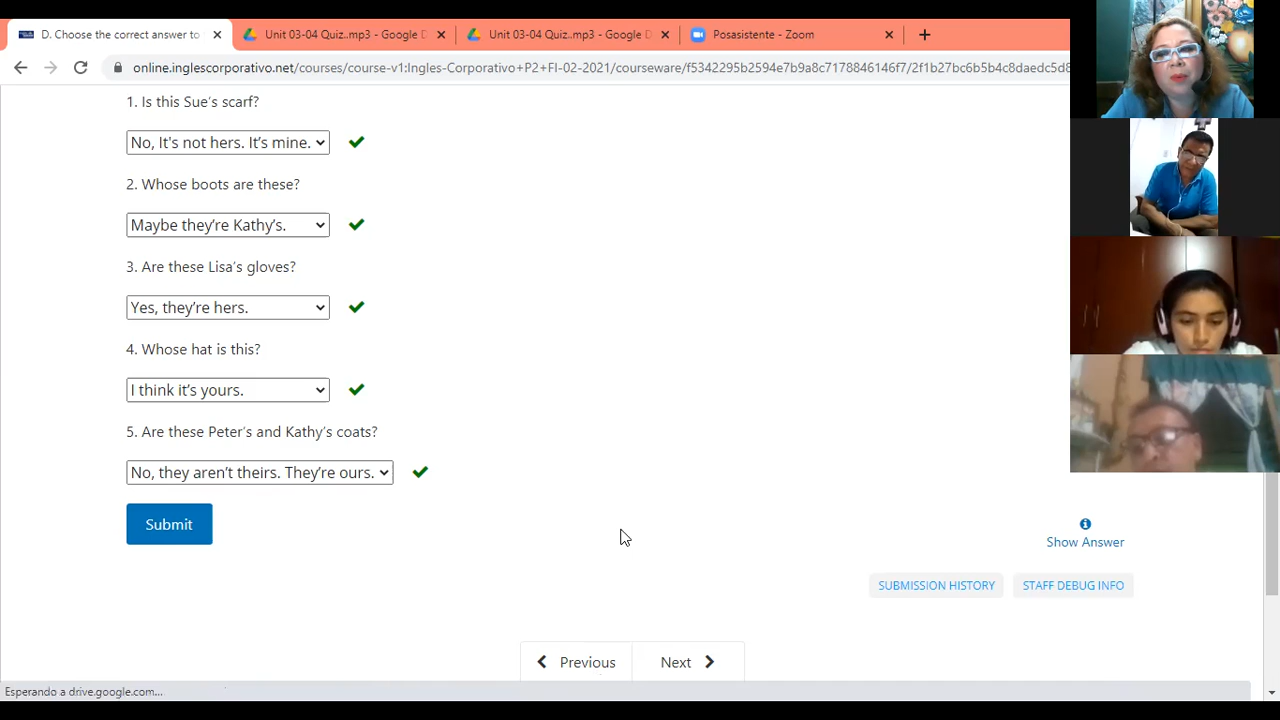 D. Choose the correct answer to
Unit 03-04 Quiz..mp3 - Google D
Unit 03-04 Quiz..mp3 - Google D
Posasistente - Zoom
online.inglescorporativo.net/courses/course-v1:Ingles-Corporativo+P2+FI-02-2021/courseware/f5342295b2594e7b9a8c7178846146f7/2f1b27bc6b5b4c8daedc5d8
1. Is this Sue's scarf?
No, It's not hers. It's mine.
2. Whose boots are these?
Maybe they're Kathy's.
3. Are these Lisa's gloves?
Yes, they're hers.
4. Whose hat is this?
I think it's yours.
5. Are these Peter's and Kathy's coats?
No, they aren't theirs. They're ours.
Submit
Show Answer
SUBMISSION HISTORY
STAFF DEBUG INFO
Previous
Next
Esperando a drive.google.com...